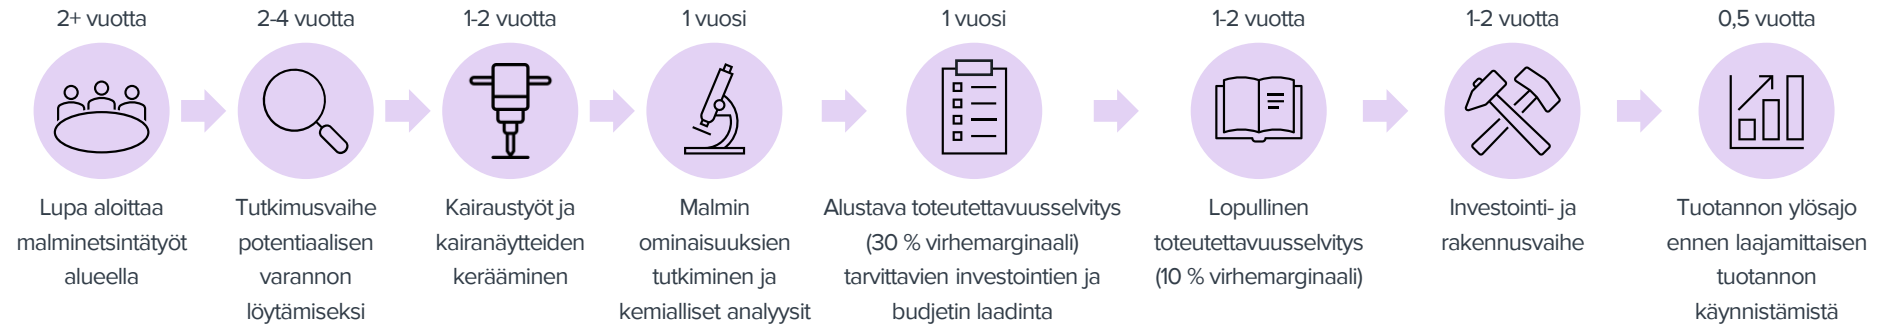 2+ vuotta
Lupa aloittaa
malminetsintätyöt
alueella
2-4 vuotta
Tutkimusvaihe
potentiaalisen
varannon
löytämiseksi
1-2 vuotta
Kairaustyöt ja
kairanäytteiden
kerääminen
1 vuosi
Malmin
ominaisuuksien
tutkiminen ja
kemialliset analyysit
1 vuosi
Alustava toteutettavuusselvitys
(30 % virhemarginaali)
tarvittavien investointien ja
budjetin laadinta
1-2 vuotta
Lopullinen
toteutettavuusselvitys
(10 % virhemarginaali)
1-2 vuotta
Investointi- ja
rakennusvaihe
0,5 vuotta
Tuotannon ylösajo
ennen laajamittaisen
tuotannon
käynnistämistä